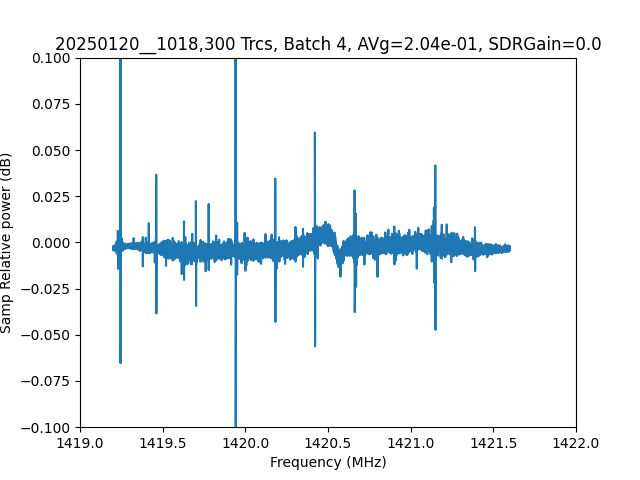 20250120__1018,300 Trcs, Batch 4, AVg=2.04e-01, SDRGain=0.0
0.100
0.075
0.050
0.025
0.000
−0.025
−0.050
−0.075
−0.100
Samp Relative power (dB)
1419.0 1419.5 1420.0 1420.5 1421.0 1421.5 1422.0
Frequency (MHz)